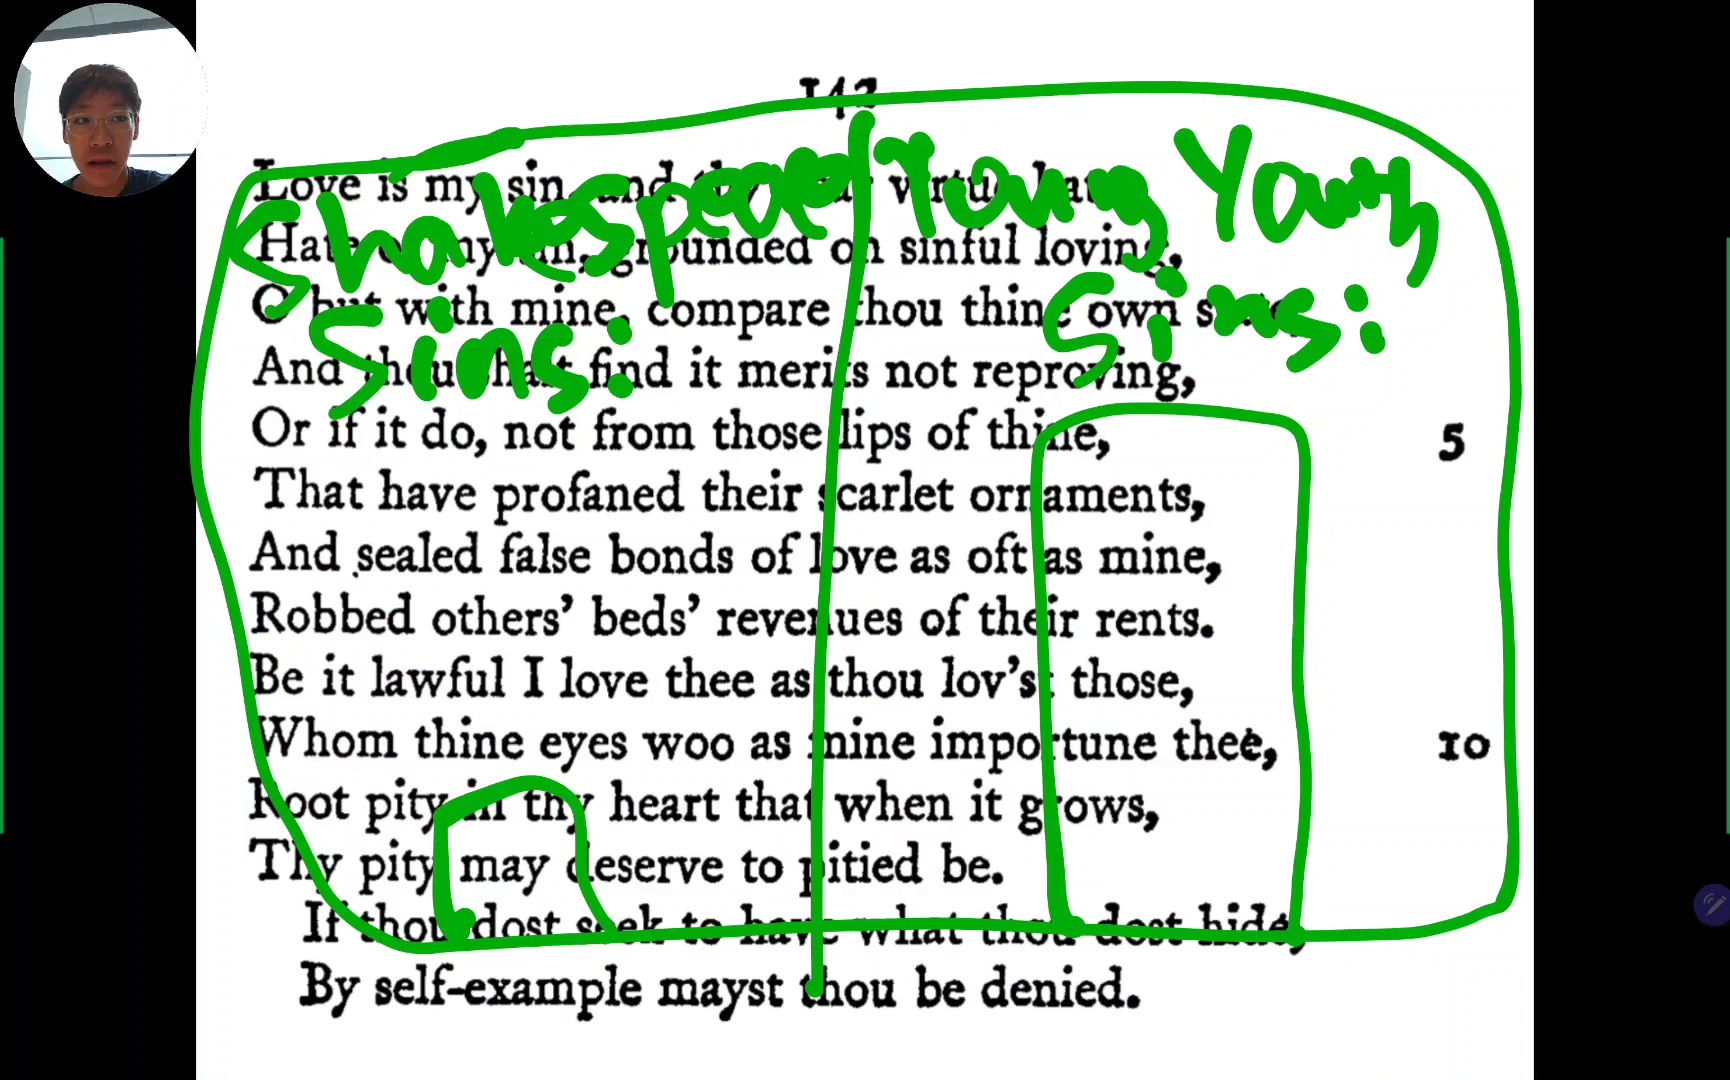 142
Love is my sin, and thy dear virtue hate,
Hate of my sin, grounded on sinful loving,
O but with mine, compare thou thine own state,
And thou shalt find it merits not reproving,
Or if it do, not from those lips of thine,
5
That have profaned their scarlet ornaments,
And sealed false bonds of love as oft as mine,
Robbed others’ beds’ revenues of their rents.
Be it lawful I love thee as thou lov’st those,
Whom thine eyes woo as mine importune thee,
10
Root pity in thy heart that when it grows,
Thy pity may deserve to pitied be.
If thou dost seek to have what thou dost hide,
By self-example mayst thou be denied.
Shakespeare
Sins:
Young Youth
Sins: